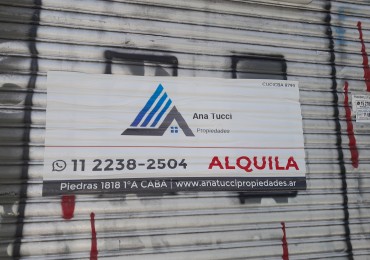 Ana Tucci
Propiedades
11 2238-2504 ALQUILA
Piedras 1818 1°A CABA | www.anatuccipropiedades.ar